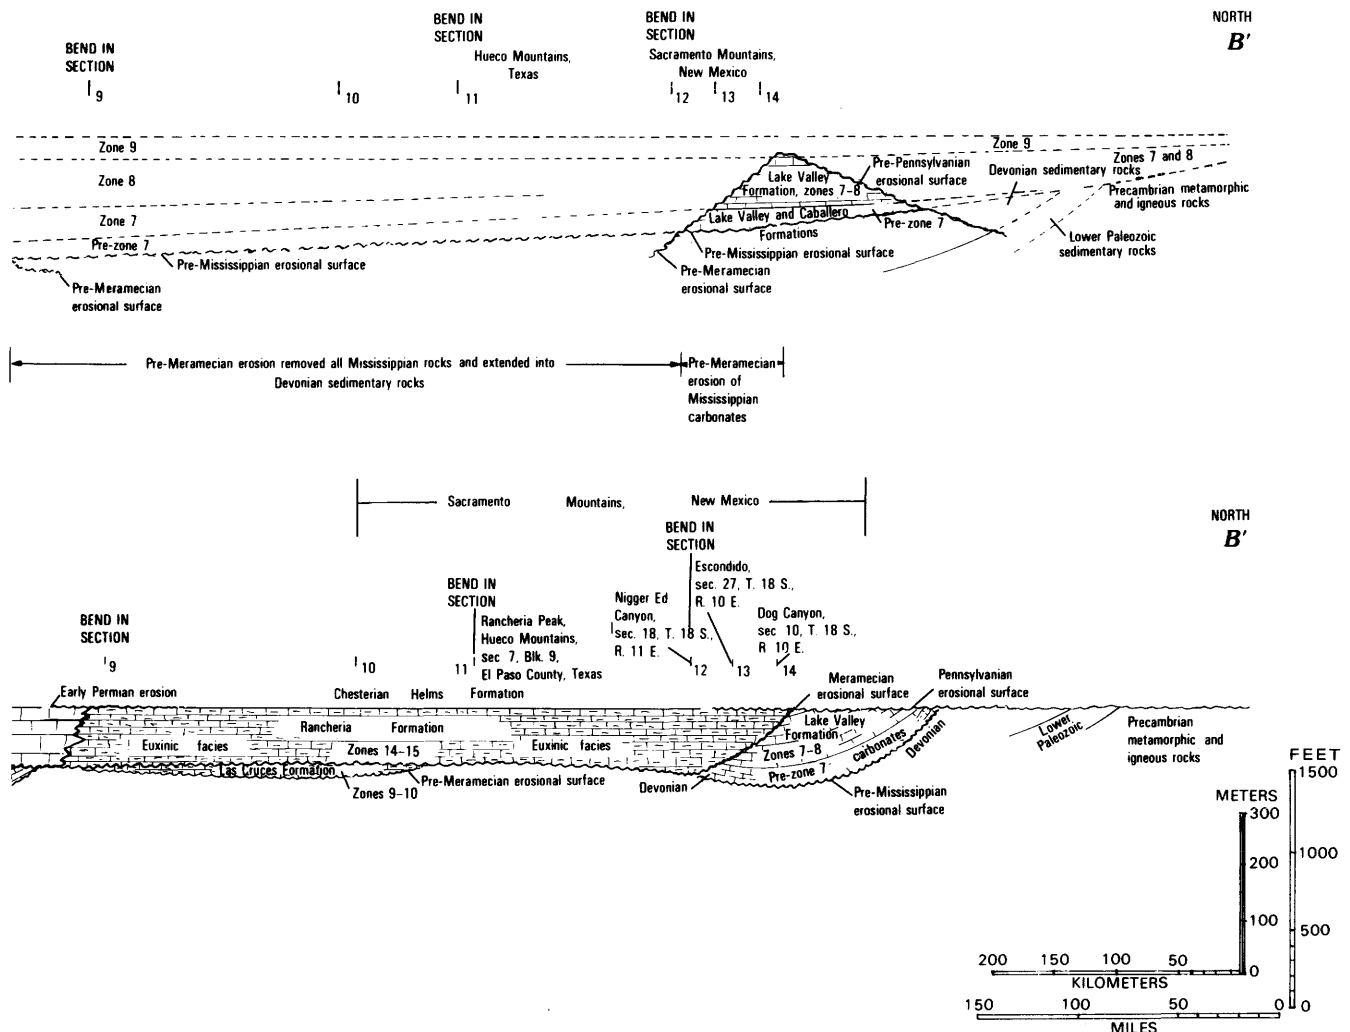 BEND IN
SECTION
9
10
BEND IN
SECTION
Hueco Mountains,
Texas
11
BEND IN
SECTION
Sacramento Mountains,
New Mexico
12
13
14
NORTH
B'
Zone 9
Zone 8
Zone 7
Pre-zone 7
Pre-Mississippian erosional surface
Pre-Meramecian
erosional surface
Lake Valley
Formation, zones 7-8
Lake Valley and Caballero
Formations
Pre-zone 7
Pre-Mississippian erosional surface
Pre-Meramecian
erosional surface
Pre-Pennsylvanian
erosional surface
Zone 9
Devonian sedimentary rocks
Zones 7 and 8
Precambrian metamorphic
and igneous rocks
Lower Paleozoic
sedimentary rocks
Pre-Meramecian erosion removed all Mississippian rocks and extended into
Devonian sedimentary rocks
Pre-Meramecian
erosion of
Mississippian
carbonates
Sacramento Mountains, New Mexico
NORTH
B'
BEND IN
SECTION
9
10
BEND IN
SECTION
11
Rancheria Peak,
Hueco Mountains,
sec 7, Blk. 9,
El Paso County, Texas
Nigger Ed
Canyon,
sec. 18, T. 18 S.,
R. 11 E.
BEND IN
SECTION
12
Escondido,
sec. 27, T. 18 S.,
R. 10 E.
13
Dog Canyon,
sec 10, T. 18 S.,
R 10 E.
14
Early Permian erosion
Chesterian Helms Formation
Rancheria Formation
Euxinic facies
Zones 14-15
Euxinic facies
Las Cruces Formation
Zones 9-10
Pre-Meramecian erosional surface
Devonian
Meramecian
erosional surface
Pennsylvanian
erosional surface
Lake Valley
Formation
Zones 7-8
Pre-zone 7
carbonates
Devonian
Pre-Mississippian
erosional surface
Lower
Paleozoic
Precambrian
metamorphic and
igneous rocks
FEET
1500
1000
500
0
METERS
300
200
100
0
200 150 100 50
KILOMETERS
150 100 50 0
MILES